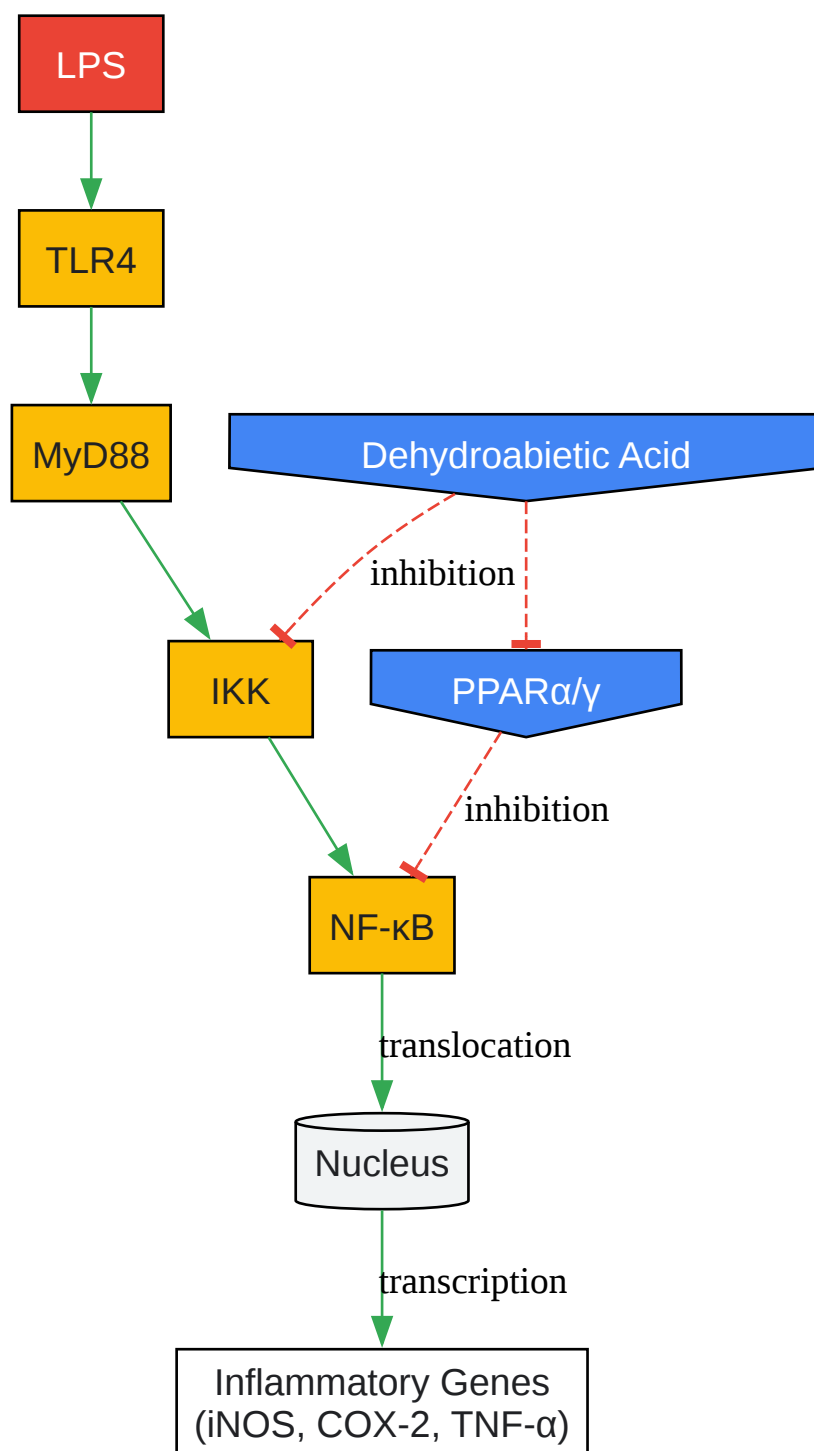 LPS
TLR4
MyD88
Dehydroabietic Acid
inhibition
IKK
PPARα/γ
inhibition
NF-κB
translocation
Nucleus
transcription
Inflammatory Genes
(iNOS, COX-2, TNF-α)